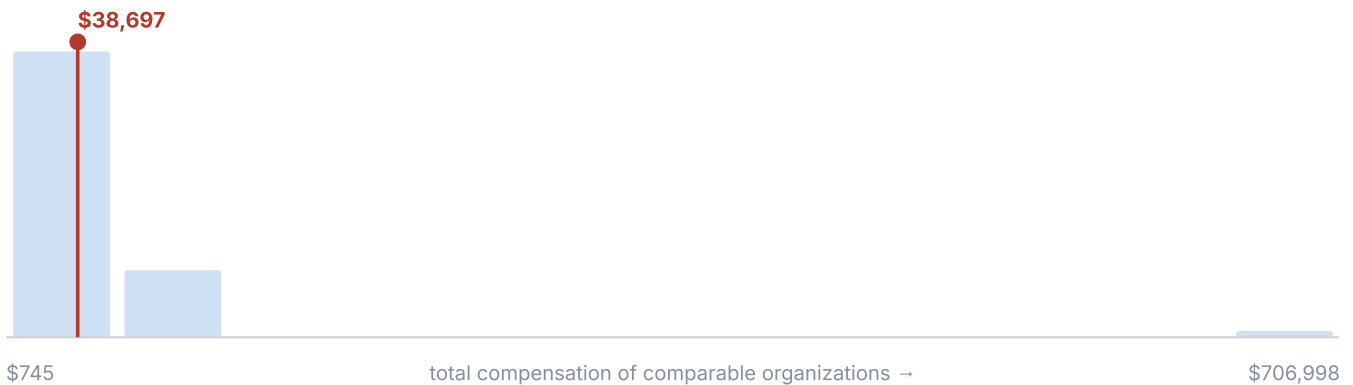 $38,697
$745
total compensation of comparable organizations →
$706,998